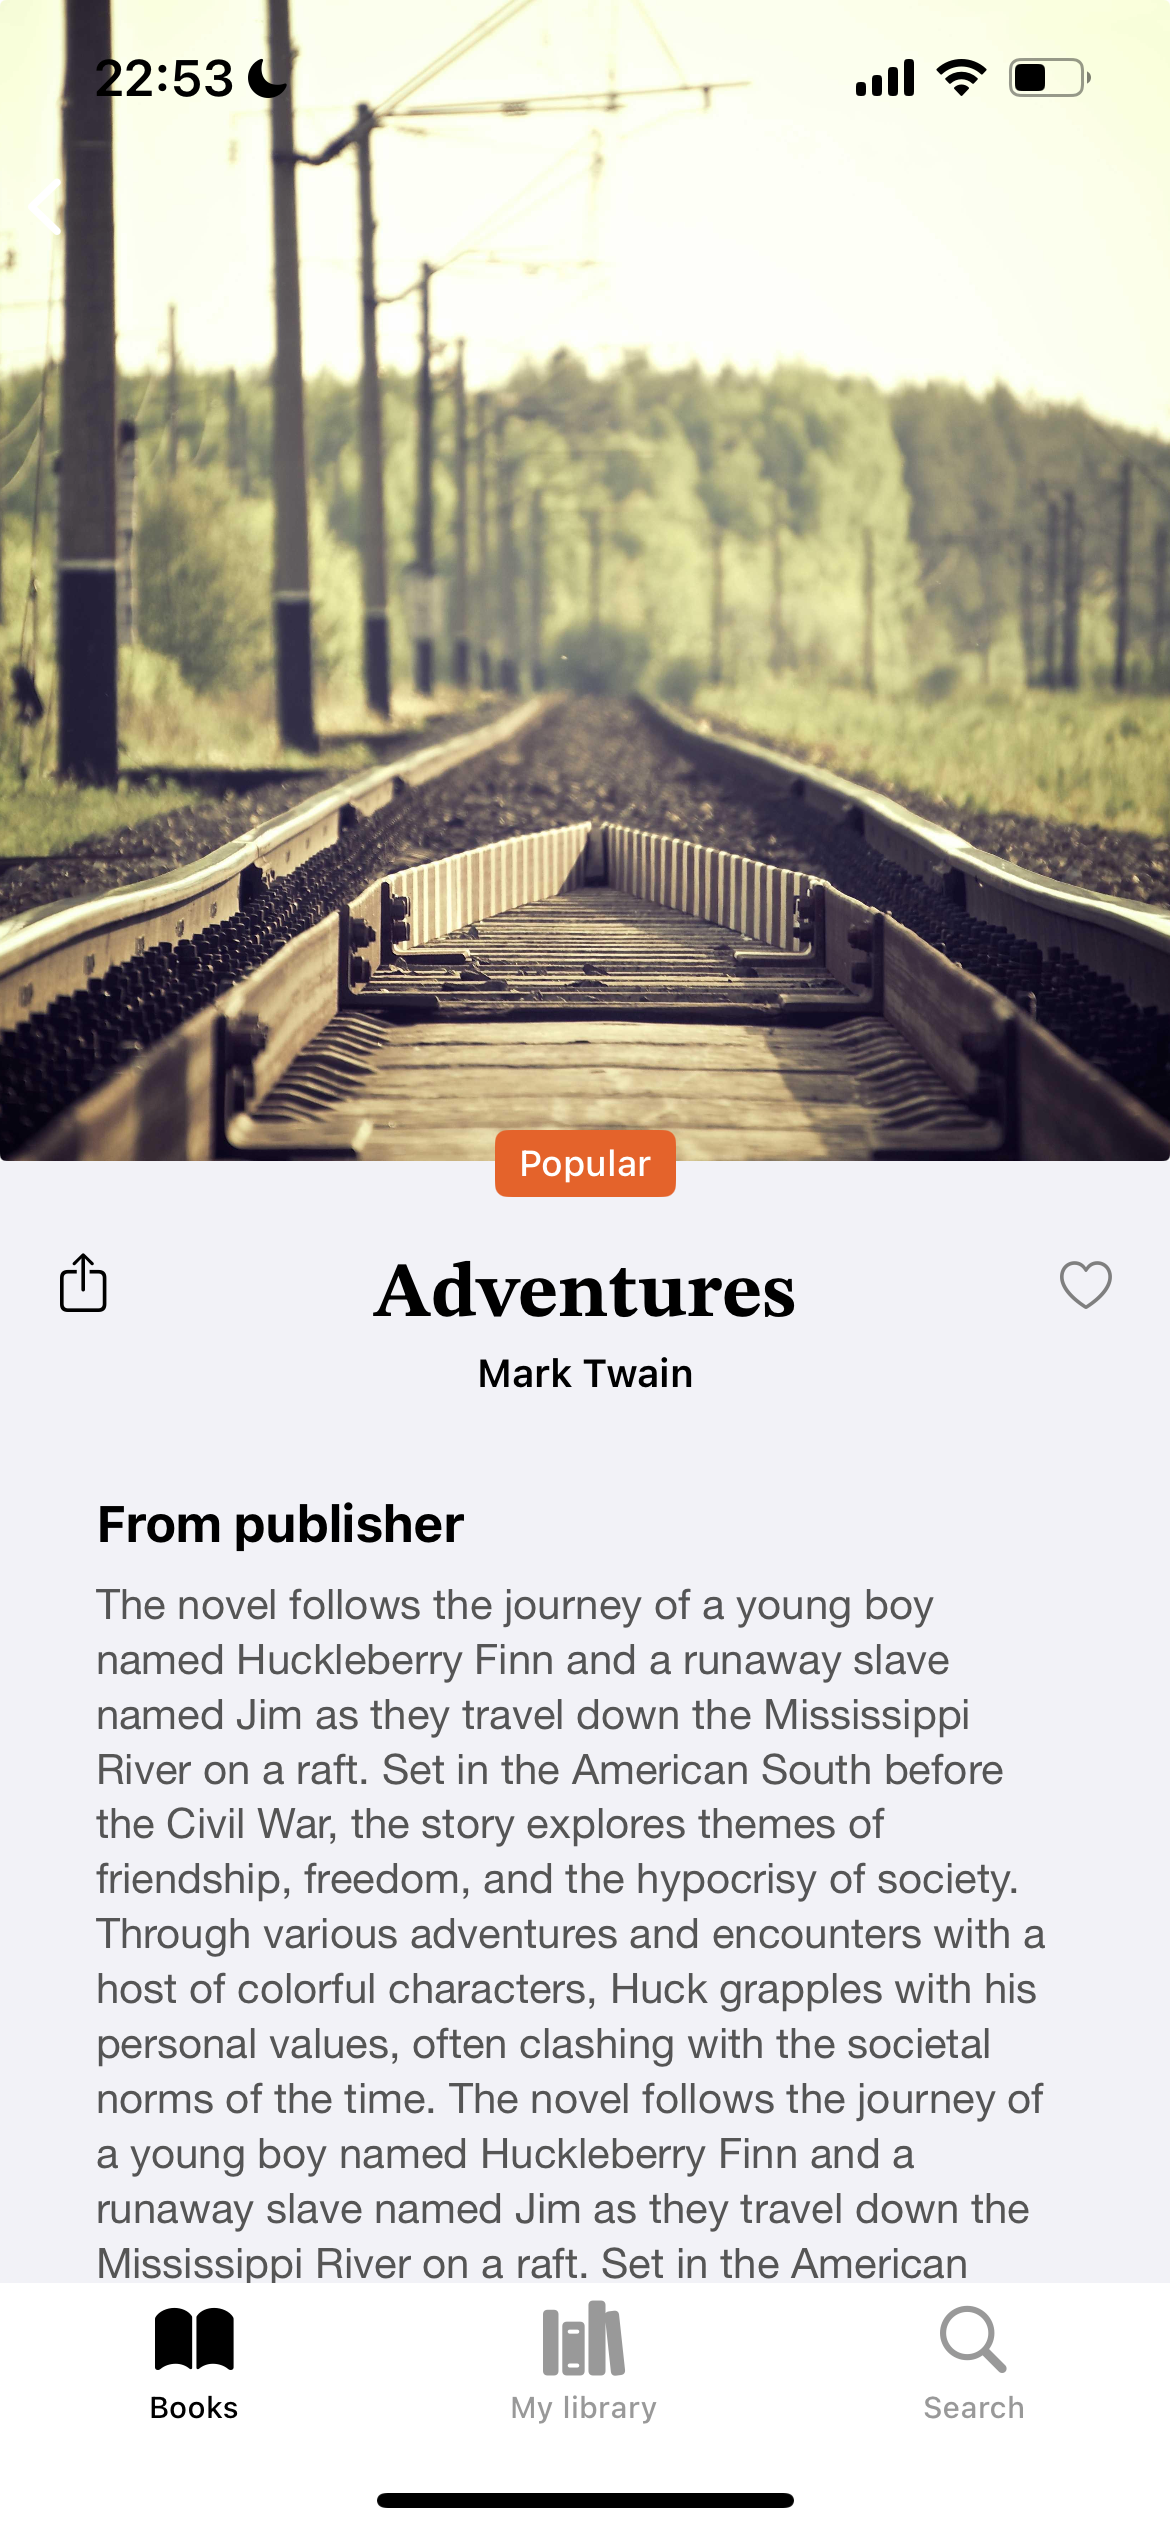 22:53
Popular
Adventures
Mark Twain
From publisher
The novel follows the journey of a young boy
named Huckleberry Finn and a runaway slave
named Jim as they travel down the Mississippi
River on a raft. Set in the American South before
the Civil War, the story explores themes of
friendship, freedom, and the hypocrisy of society.
Through various adventures and encounters with a
host of colorful characters, Huck grapples with his
personal values, often clashing with the societal
norms of the time. The novel follows the journey of
a young boy named Huckleberry Finn and a
runaway slave named Jim as they travel down the
Mississippi River on a raft. Set in the American
Books
My library
Search